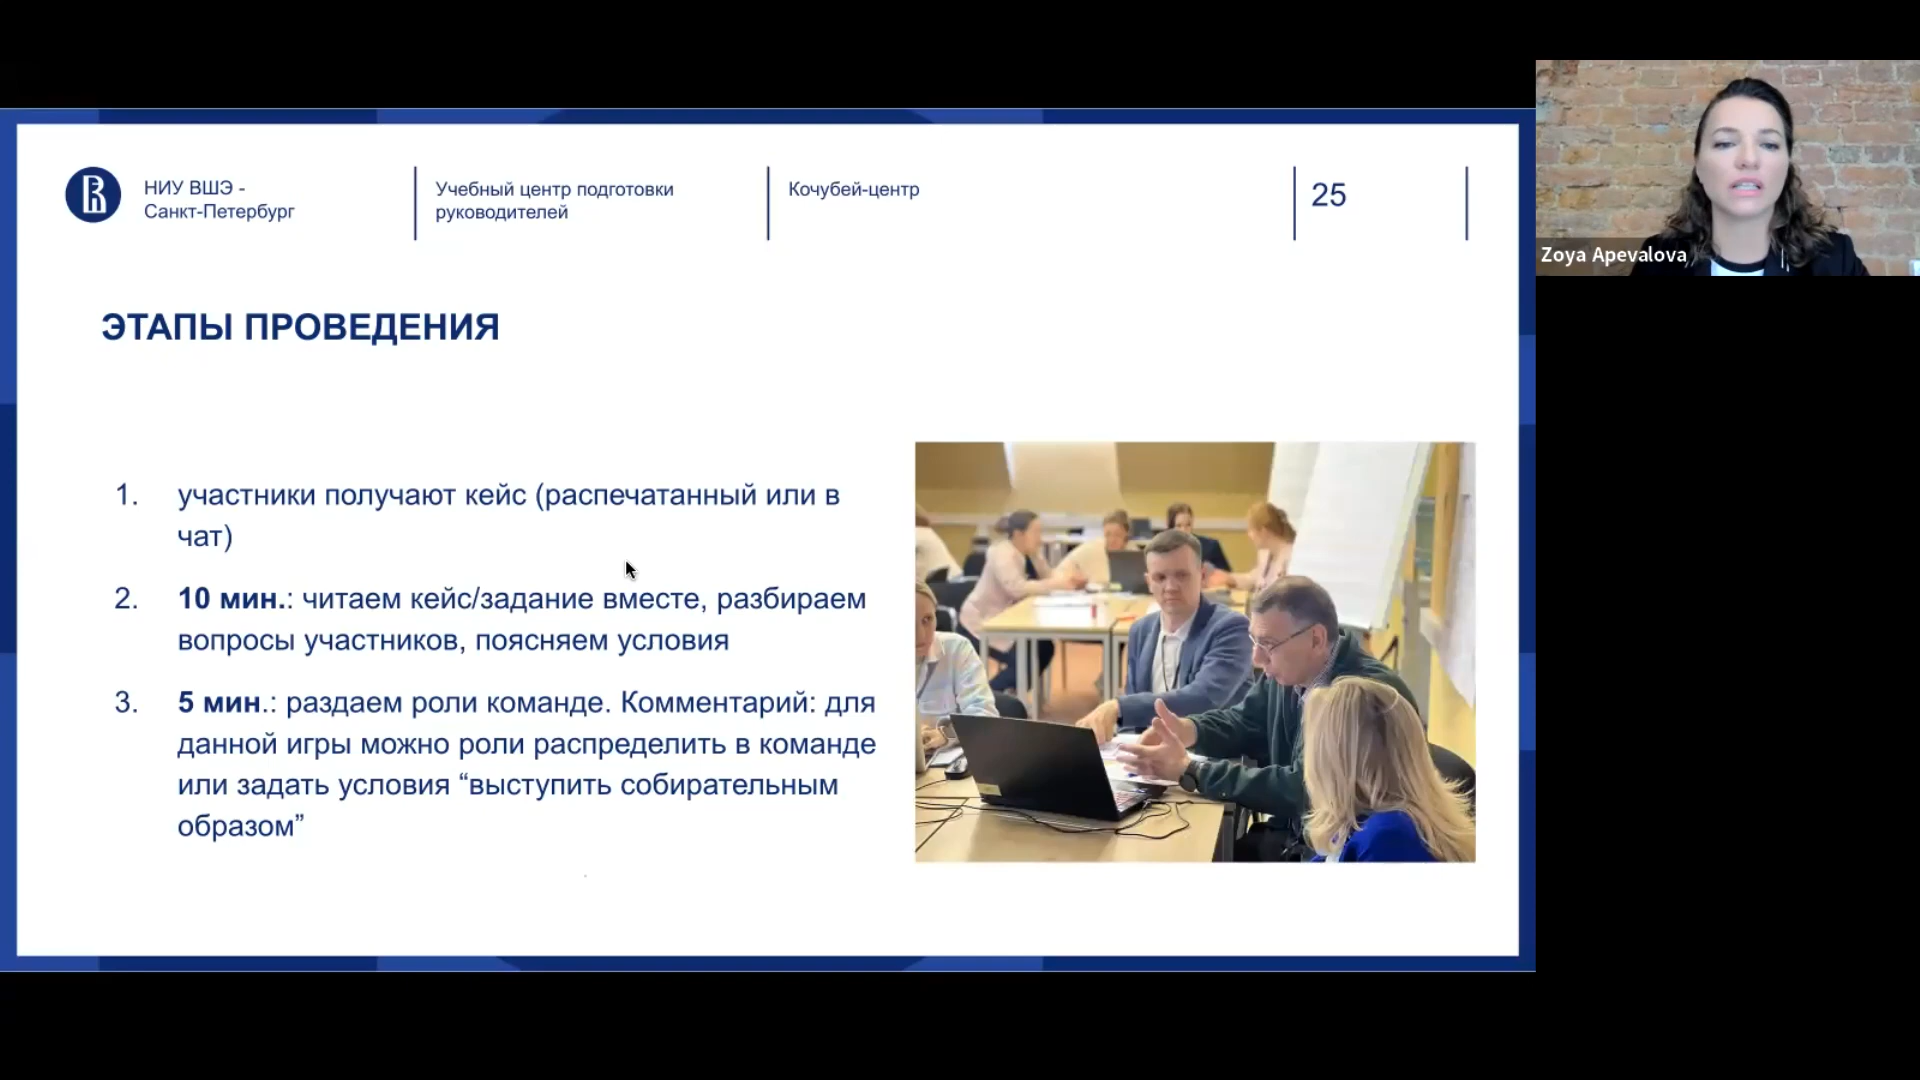 НИУ ВШЭ -
Санкт-Петербург
Учебный центр подготовки
руководителей
Кочубей-центр
25
Zoya Apevalova
ЭТАПЫ ПРОВЕДЕНИЯ
1. участники получают кейс (распечатанный или в
чат)
2. 10 мин.: читаем кейс/задание вместе, разбираем
вопросы участников, поясняем условия
3. 5 мин.: раздаем роли команде. Комментарий: для
данной игры можно роли распределить в команде
или задать условия “выступить собирательным
образом”